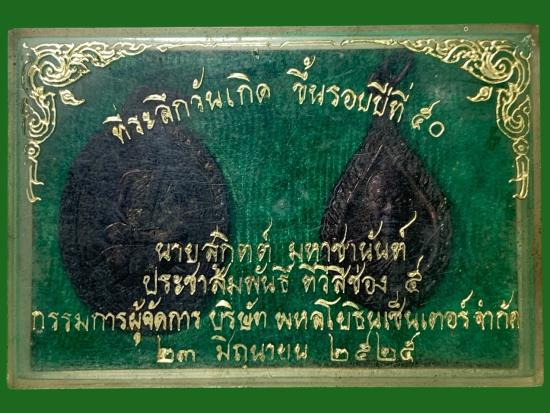 ที่ระลึกวันเกิด ขึ้นรอบปีที่ ๕๐
นายสุกิตต์ มหาชานันท์
ประชาสัมพันธ์ ทีวีสีช่อง ๕
กรรมการผู้จัดการ บริษัท พหลโยธินเซ็นเตอร์จำกัด
๒๓ มิถุนายน ๒๕๒๕